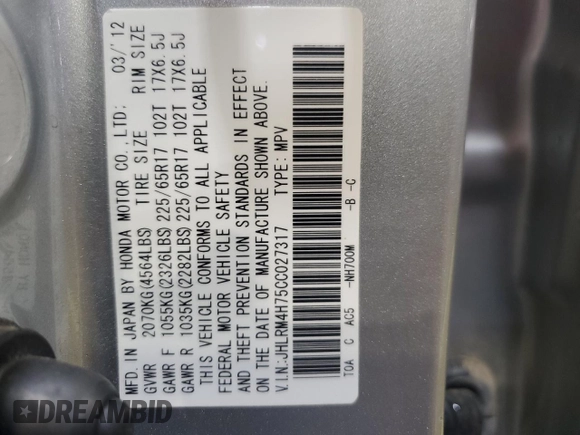 MFD. IN JAPAN BY HONDA MOTOR CO., LTD; 03/'12
GVWR 2070KG(4564LBS) TIRE SIZE RIM SIZE
GAWR F 1055KG(2326LBS) 225/65R17 102T 17X6.5J
GAWR R 1035KG(2282LBS) 225/65R17 102T 17X6.5J
THIS VEHICLE CONFORMS TO ALL APPLICABLE
FEDERAL MOTOR VEHICLE SAFETY
AND THEFT PREVENTION STANDARDS IN EFFECT
ON THE DATE OF MANUFACTURE SHOWN ABOVE.
V.I.N.:JHLRM4H75CC027317 TYPE: MPV
TOA C AC5 -NH700M -B -C
DREAMBID